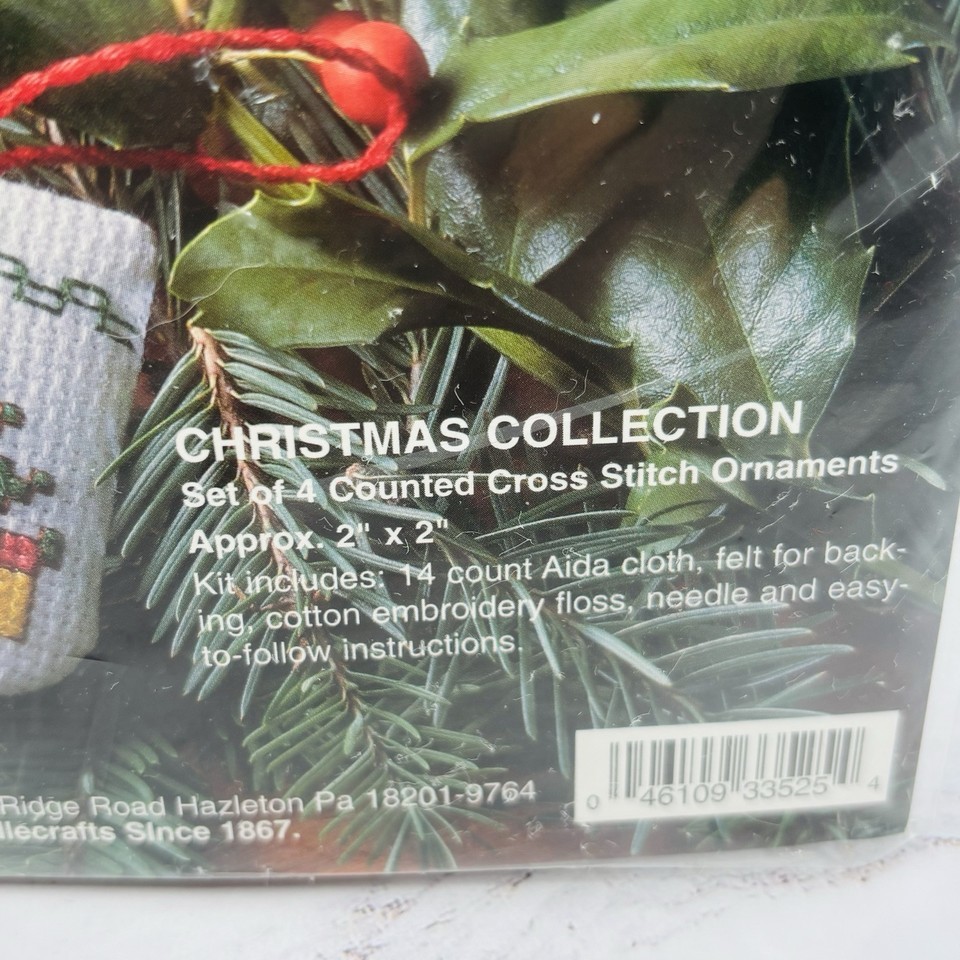 CHRISTMAS COLLECTION
Set of 4 Counted Cross Stitch Ornaments
Approx. 2" x 2"
Kit includes: 14 count Aida cloth, felt for back-
ing, cotton embroidery floss, needle and easy-
to-follow instructions.
Ridge Road Hazleton Pa 18201-9764
llecrafts SInce 1867.
0 46109 33525 4